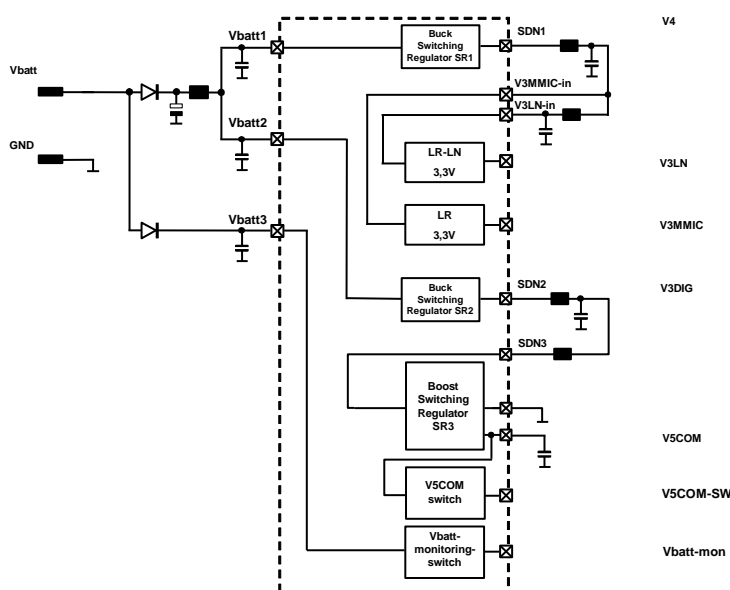 V4
Vbatt1
SDN1
Buck
Switching
Regulator SR1
Vbatt
V3MMIC-in
V3LN-in
Vbatt2
GND
LR-LN
3,3V
V3LN
LR
3,3V
V3MMIC
Vbatt3
SDN2
Buck
Switching
Regulator SR2
V3DIG
SDN3
Boost
Switching
Regulator
SR3
V5COM
V5COM
switch
V5COM-SW
Vbatt-
monitoring-
switch
Vbatt-mon